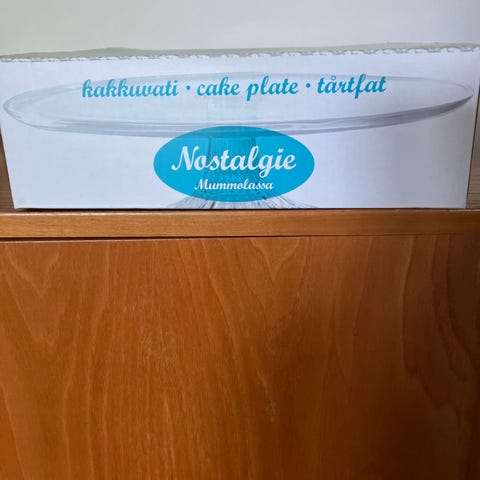 kakkuvati · cake plate · tårtfat
Nostalgie
Mummolassa